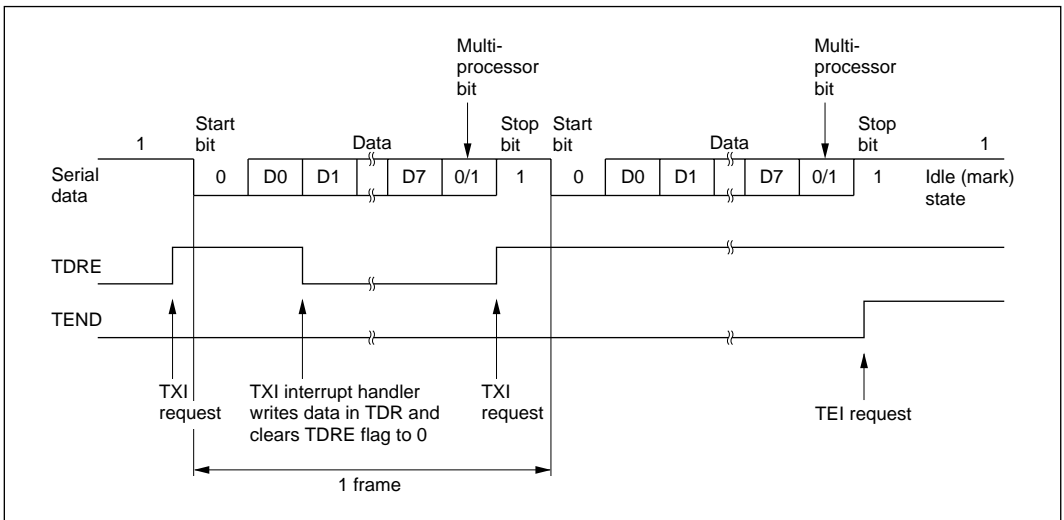 Multi-
processor
bit
Multi-
processor
bit
1
Start
bit
Data
Stop
bit
Start
bit
Data
Stop
bit
1
Serial
data
0 D0 D1 D7 0/1 1 0 D0 D1 D7 0/1 1
Idle (mark)
state
TDRE
TEND
TXI
request
TXI interrupt handler
writes data in TDR and
clears TDRE flag to 0
TXI
request
TEI request
1 frame